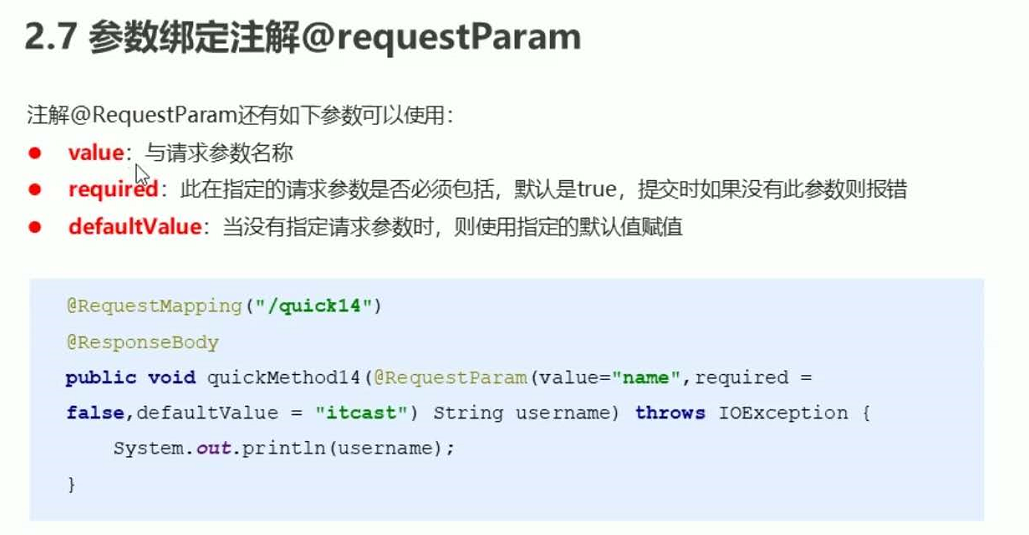 2.7 参数绑定注解@requestParam
注解@RequestParam还有如下参数可以使用：
● value：与请求参数名称
● required：此在指定的请求参数是否必须包括，默认是true，提交时如果没有此参数则报错
● defaultValue：当没有指定请求参数时，则使用指定的默认值赋值
@RequestMapping("/quick14")
@ResponseBody
public void quickMethod14(@RequestParam(value="name",required =
false,defaultValue = "itcast") String username) throws IOException {
    System.out.println(username);
}